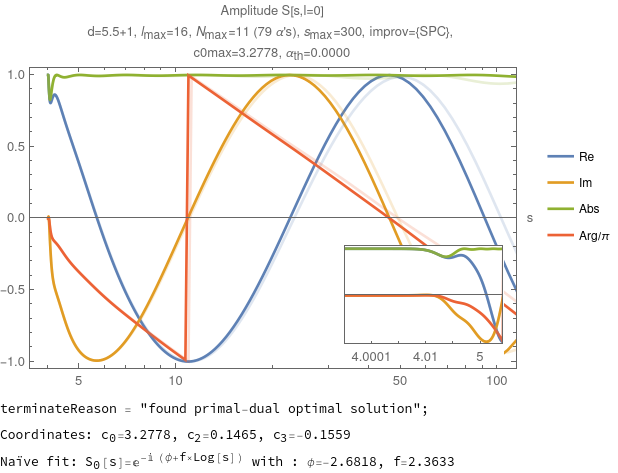 Amplitude S[s,l=0]
d=5.5+1, lmax=16, Nmax=11 (79 α's), smax=300, improv={SPC},
c0max=3.2778, αth=0.0000
1.0
0.5
0.0
-0.5
-1.0
s
Re
Im
Abs
Arg/π
4.0001 4.01 5
5 10 50 100
terminateReason = "found primal-dual optimal solution";
Coordinates: c0=3.2778, c2=0.1465, c3=-0.1559
Naïve fit: S0[s]=e^-i (ϕ+f×Log[s]) with : ϕ=-2.6818, f=2.3633